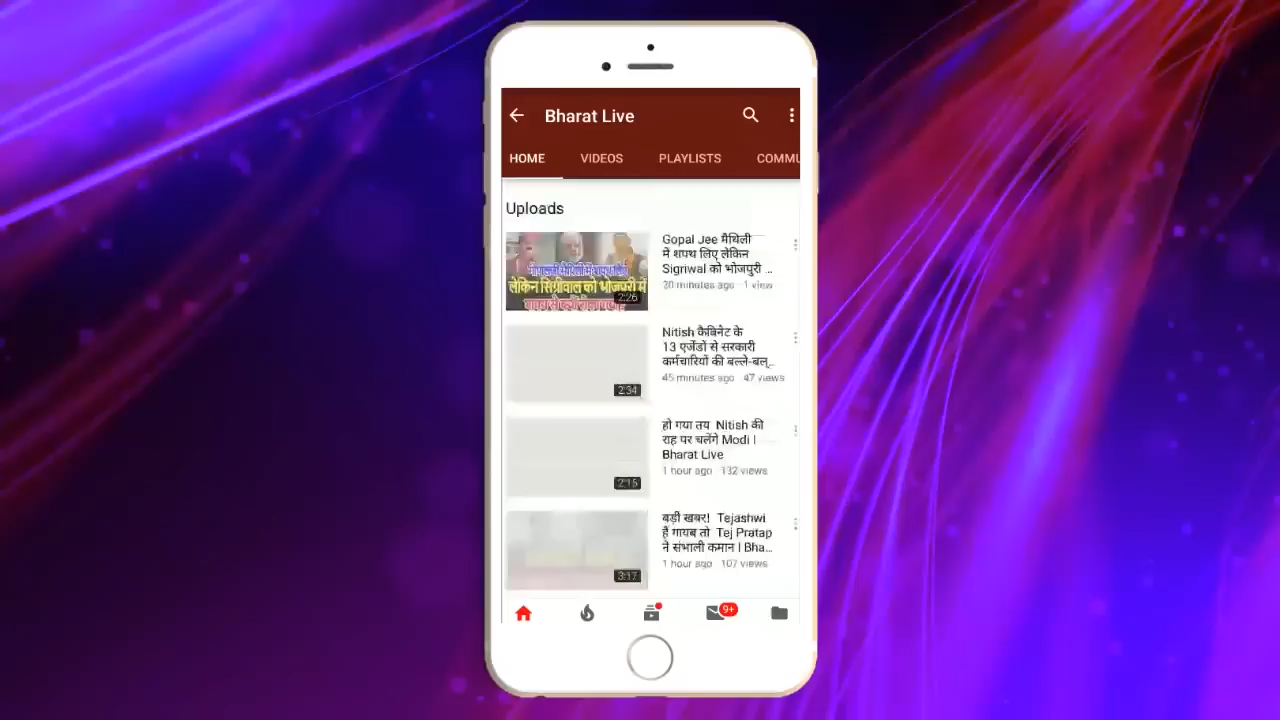 Bharat Live
HOME VIDEOS PLAYLISTS COMMU
Uploads
लेकिन सिग्रीवाल को भोजपुरी में
2:26
Gopal Jee मैथिली
में शपथ लिए लेकिन
Sigriwal को भोजपुरी ...
20 minutes ago 1 view
2:34
Nitish कैबिनेट के
13 एजेंडों से सरकारी
कर्मचारियों की बल्ले-बल्...
45 minutes ago 47 views
2:15
हो गया तय Nitish की
राह पर चलेंगे Modi |
Bharat Live
1 hour ago 132 views
3:17
बड़ी खबर! Tejashwi
हैं गायब तो Tej Pratap
ने संभाली कमान | Bha...
1 hour ago 107 views
9+